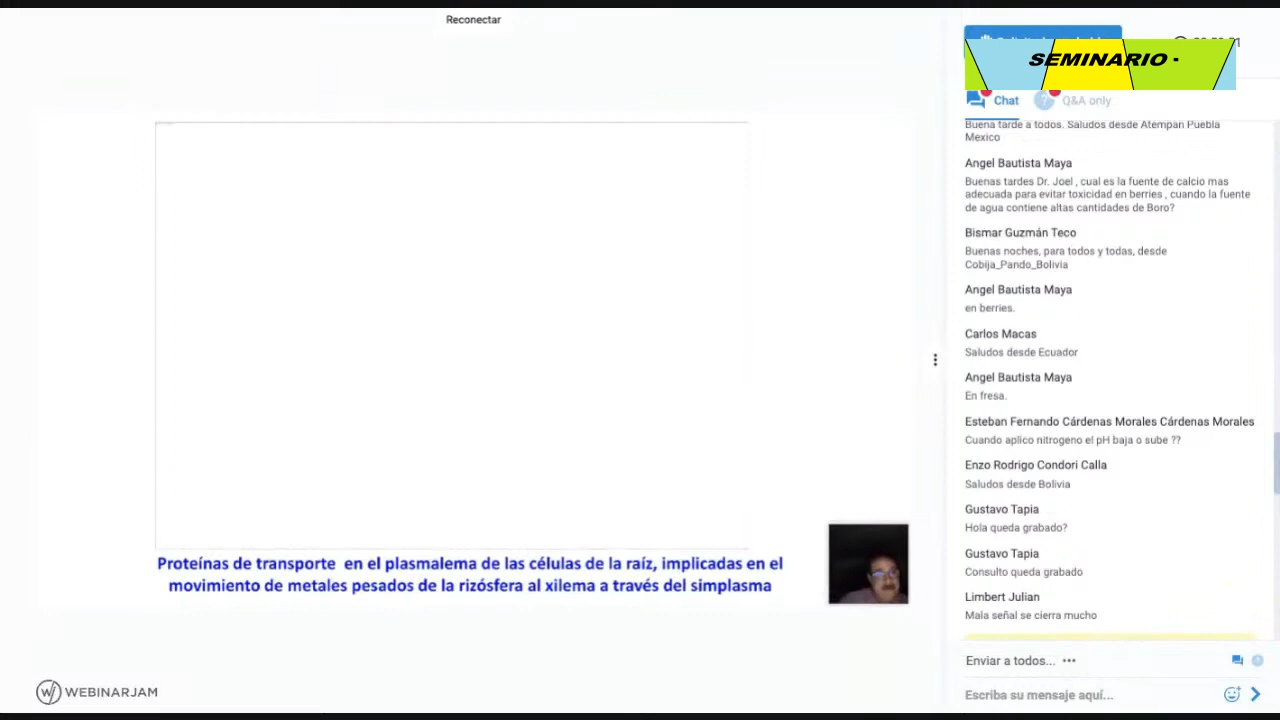 Reconectar
SEMINARIO -
Chat
Q&A only
Buena tarde a todos. Saludos desde Atempan Puebla
Mexico
Angel Bautista Maya
Buenas tardes Dr. Joel , cual es la fuente de calcio mas
adecuada para evitar toxicidad en berries , cuando la fuente
de agua contiene altas cantidades de Boro?
Bismar Guzmán Teco
Buenas noches, para todos y todas, desde
Cobija_Pando_Bolivia
Angel Bautista Maya
en berries.
Carlos Macas
Saludos desde Ecuador
Angel Bautista Maya
En fresa.
Esteban Fernando Cárdenas Morales Cárdenas Morales
Cuando aplico nitrogeno el pH baja o sube ??
Enzo Rodrigo Condori Calla
Saludos desde Bolivia
Gustavo Tapia
Hola queda grabado?
Gustavo Tapia
Consulto queda grabado
Limbert Julian
Mala señal se cierra mucho
Proteínas de transporte en el plasmalema de las células de la raíz, implicadas en el
movimiento de metales pesados de la rizósfera al xilema a través del simplasma
Enviar a todos...
Escriba su mensaje aquí...
WEBINARJAM